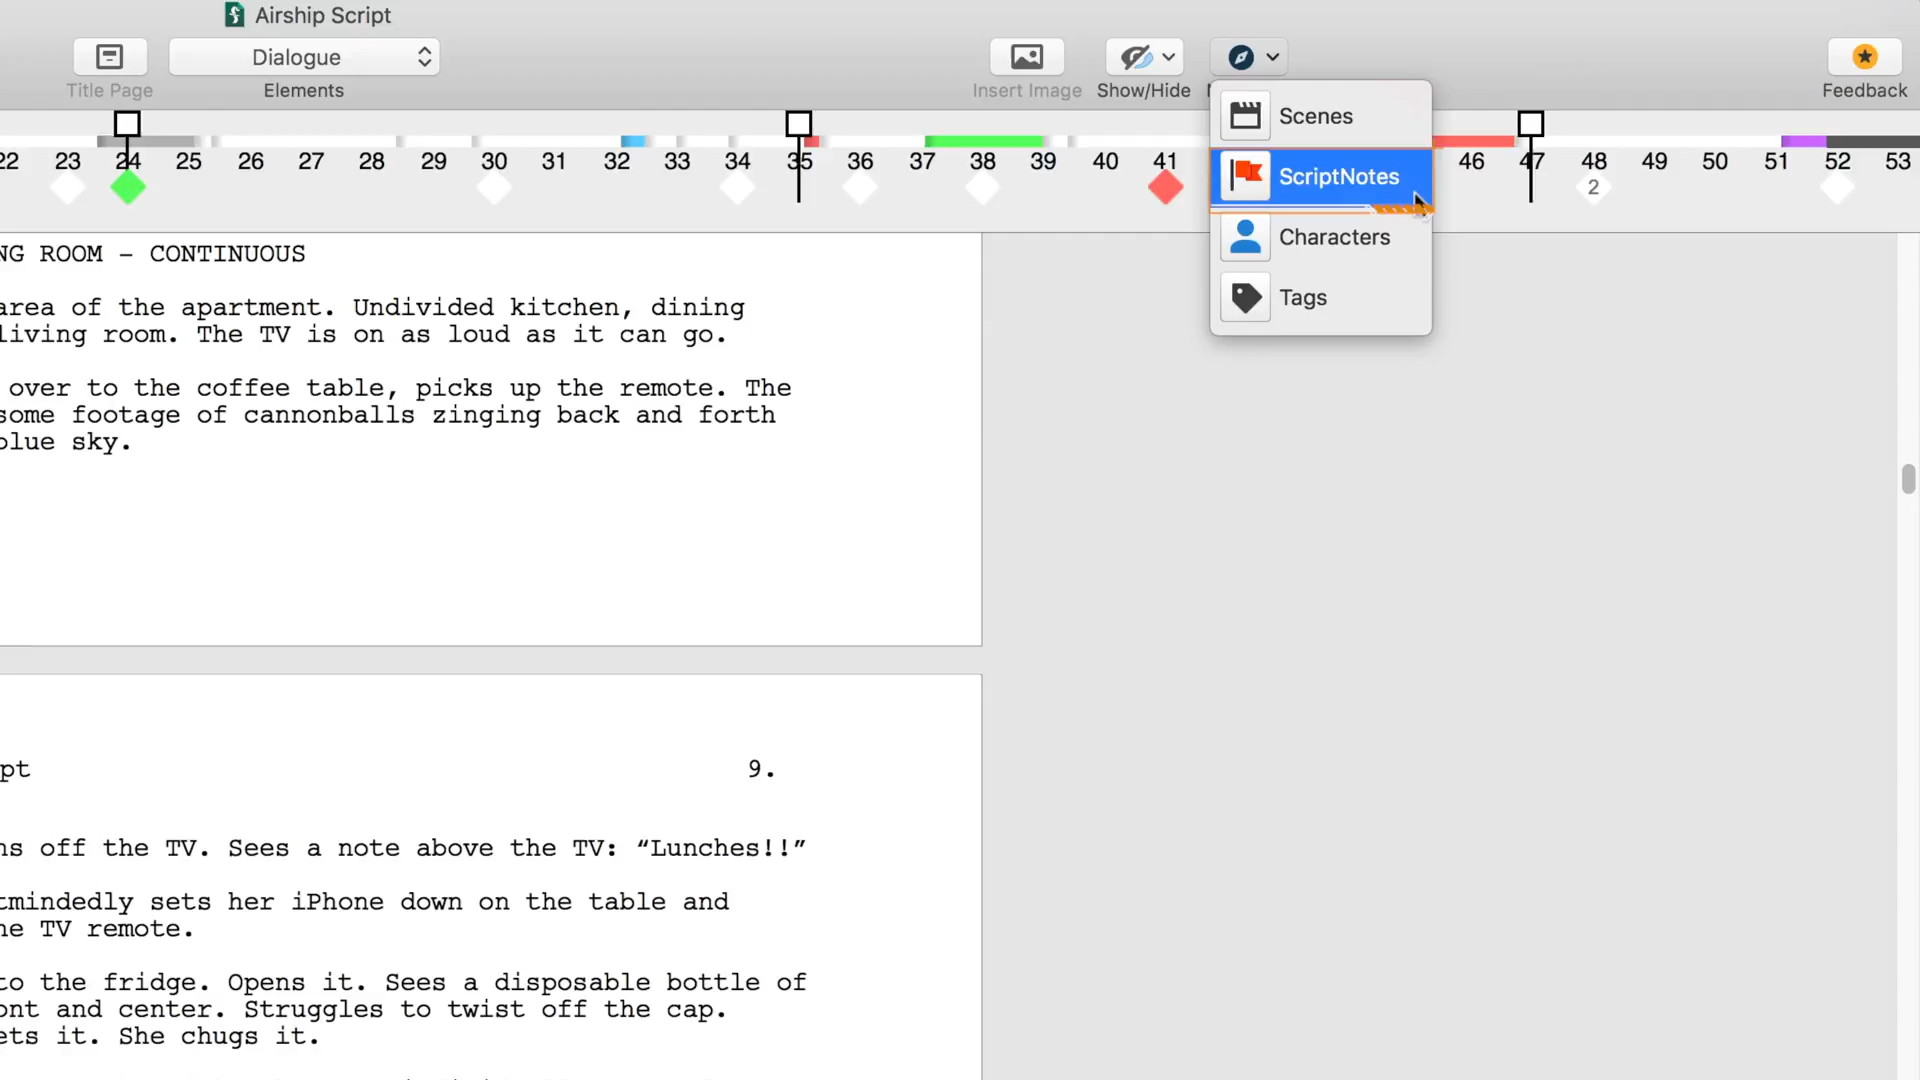 Airship Script
Dialogue
Title Page
Elements
Insert Image
Show/Hide
Feedback
Scenes
ScriptNotes
Characters
Tags
22 23 24 25 26 27 28 29 30 31 32 33 34 35 36 37 38 39 40 41 46 47 48 49 50 51 52 53
2
NG ROOM – CONTINUOUS
area of the apartment. Undivided kitchen, dining
living room. The TV is on as loud as it can go.
over to the coffee table, picks up the remote. The
some footage of cannonballs zinging back and forth
blue sky.
pt 9.
ns off the TV. Sees a note above the TV: “Lunches!!”
tmindedly sets her iPhone down on the table and
he TV remote.
to the fridge. Opens it. Sees a disposable bottle of
ont and center. Struggles to twist off the cap.
ets it. She chugs it.